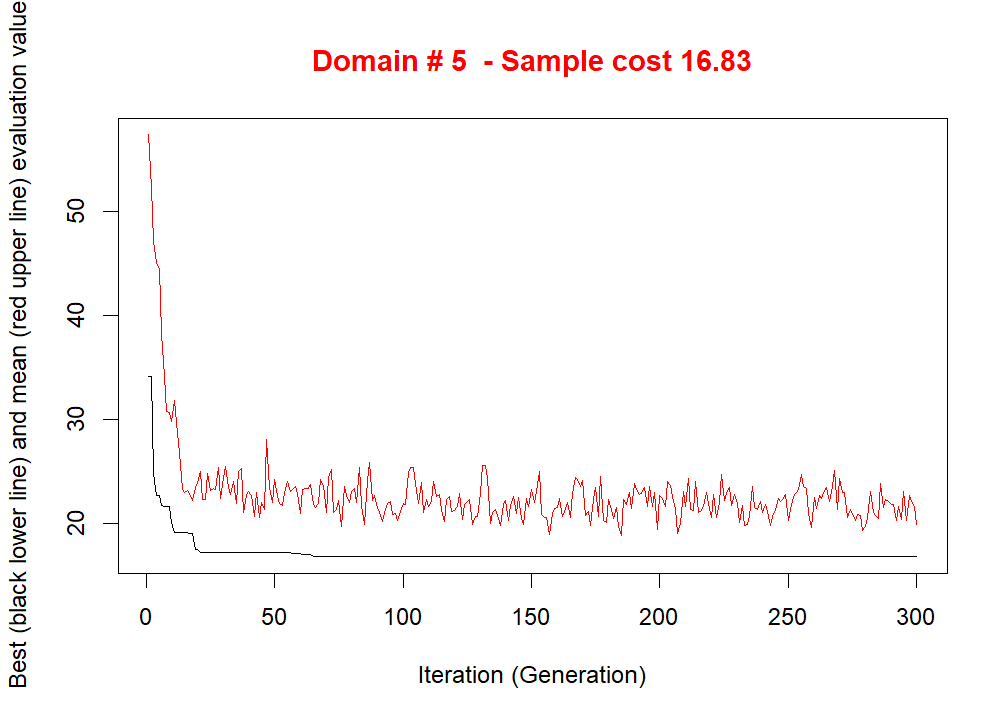 Domain # 5  - Sample cost 16.83
Best (black lower line) and mean (red upper line) evaluation value
50
40
30
20
0 50 100 150 200 250 300
Iteration (Generation)